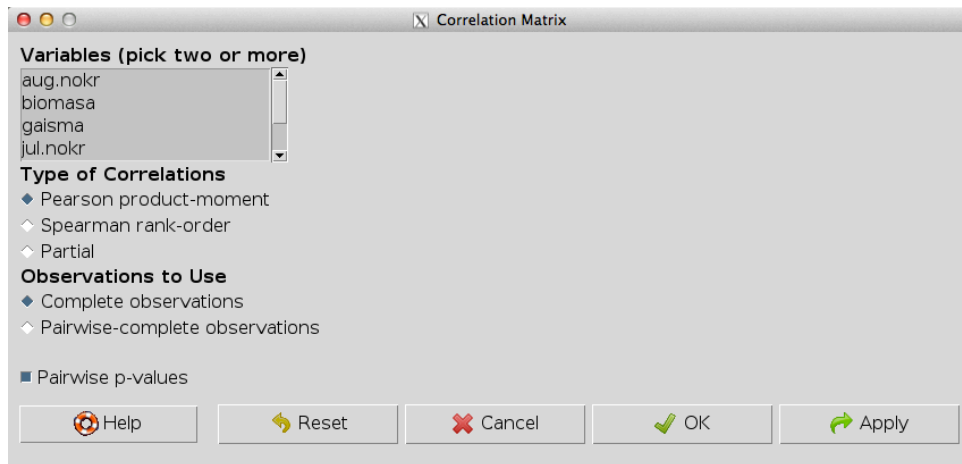 Correlation Matrix
Variables (pick two or more)
aug.nokr
biomasa
gaisma
jul.nokr
Type of Correlations
Pearson product-moment
Spearman rank-order
Partial
Observations to Use
Complete observations
Pairwise-complete observations
Pairwise p-values
Help
Reset
Cancel
OK
Apply